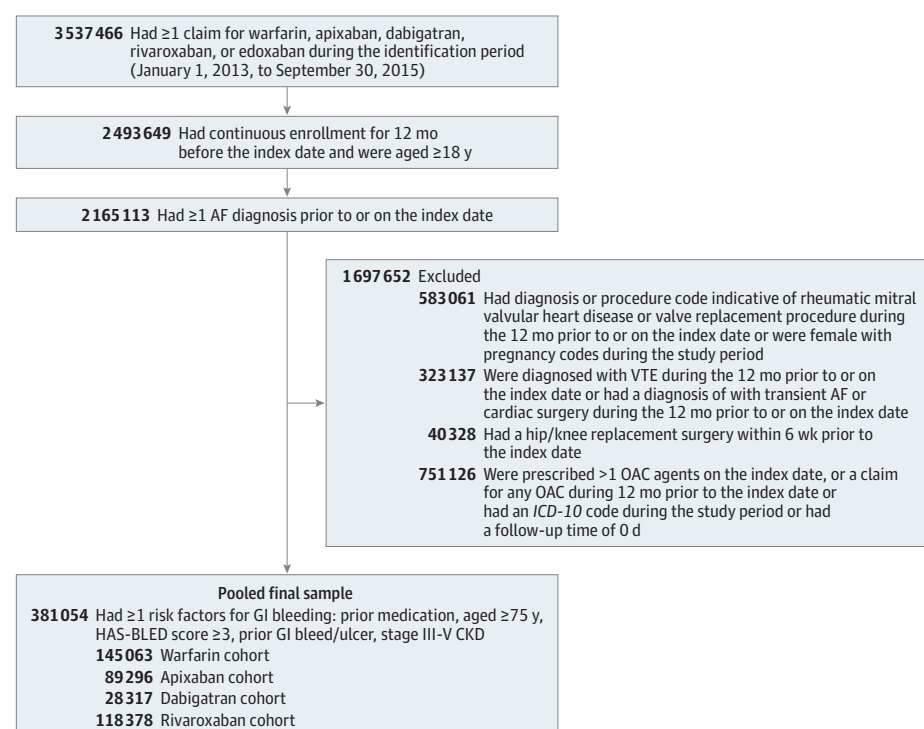 3537466 Had ≥1 claim for warfarin, apixaban, dabigatran,
rivaroxaban, or edoxaban during the identification period
(January 1, 2013, to September 30, 2015)
2493649 Had continuous enrollment for 12 mo
before the index date and were aged ≥18 y
2165113 Had ≥1 AF diagnosis prior to or on the index date
1697652 Excluded
583061 Had diagnosis or procedure code indicative of rheumatic mitral
valvular heart disease or valve replacement procedure during
the 12 mo prior to or on the index date or were female with
pregnancy codes during the study period
323137 Were diagnosed with VTE during the 12 mo prior to or on
the index date or had a diagnosis of with transient AF or
cardiac surgery during the 12 mo prior to or on the index date
40328 Had a hip/knee replacement surgery within 6 wk prior to
the index date
751126 Were prescribed >1 OAC agents on the index date, or a claim
for any OAC during 12 mo prior to the index date or
had an ICD-10 code during the study period or had
a follow-up time of 0 d
Pooled final sample
381054 Had ≥1 risk factors for GI bleeding: prior medication, aged ≥75 y,
HAS-BLED score ≥3, prior GI bleed/ulcer, stage III-V CKD
145063 Warfarin cohort
89296 Apixaban cohort
28317 Dabigatran cohort
118378 Rivaroxaban cohort